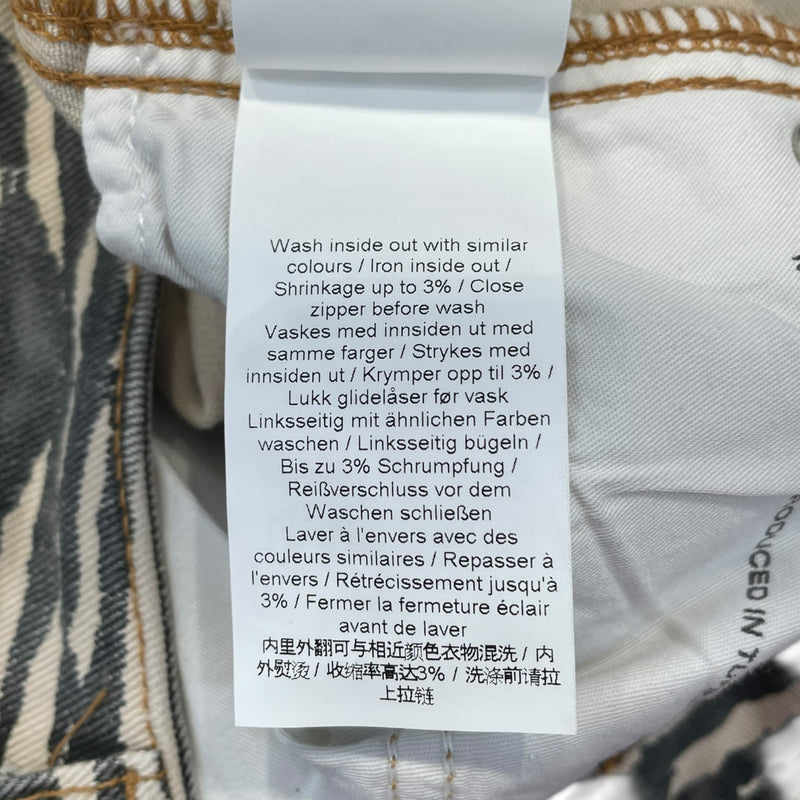 Wash inside out with similar
colours / Iron inside out /
Shrinkage up to 3% / Close
zipper before wash
Vaskes med innsiden ut med
samme farger / Strykes med
innsiden ut / Krymper opp til 3% /
Lukk glidelåser før vask
Linksseitig mit ähnlichen Farben
waschen / Linksseitig bügeln /
Bis zu 3% Schrumpfung /
Reißverschluss vor dem
Waschen schließen
Laver à l'envers avec des
couleurs similaires / Repasser à
l'envers / Rétrécissement jusqu'à
3% / Fermer la fermeture éclair
avant de laver
内里外翻可与相近颜色衣物混洗 / 内
外熨烫 / 收缩率高达3% / 洗涤前请拉
上拉链
PRODUCED IN